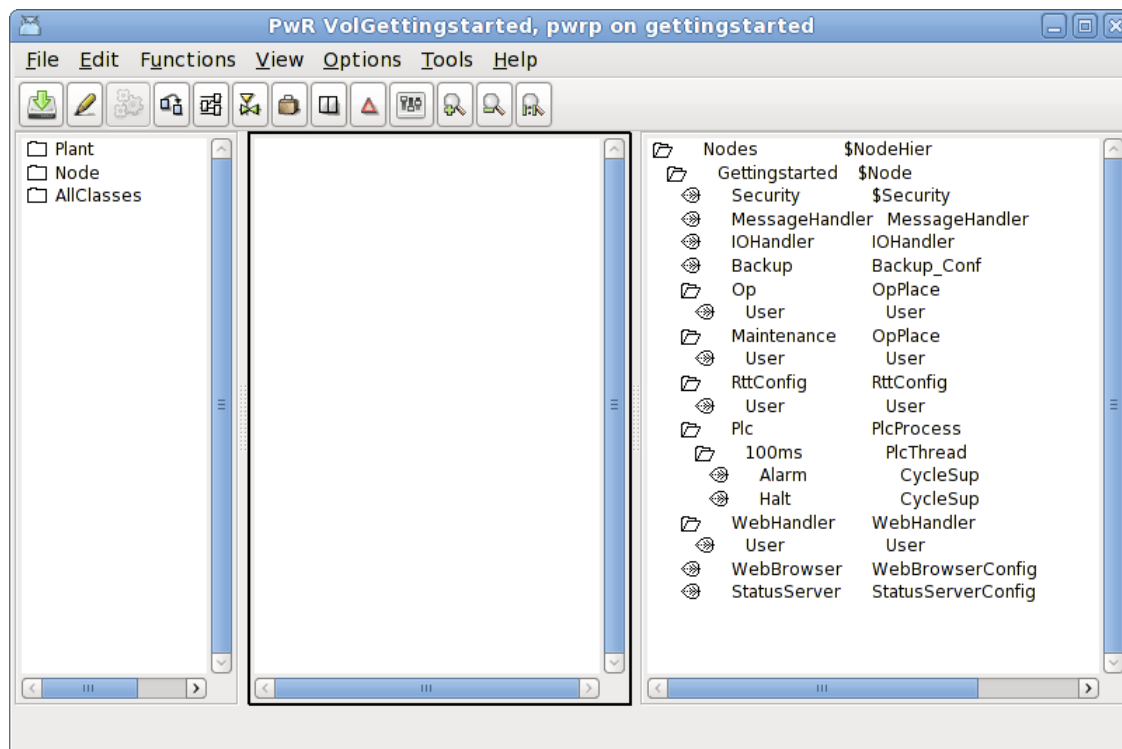 PwR VolGettingstarted, pwrp on gettingstarted
File Edit Functions View Options Tools Help
Plant
Node
AllClasses
Nodes $NodeHier
Gettingstarted $Node
Security $Security
MessageHandler MessageHandler
IOHandler IOHandler
Backup Backup_Conf
Op OpPlace
User User
Maintenance OpPlace
User User
RttConfig RttConfig
User User
Plc PlcProcess
100ms PlcThread
Alarm CycleSup
Halt CycleSup
WebHandler WebHandler
User User
WebBrowser WebBrowserConfig
StatusServer StatusServerConfig